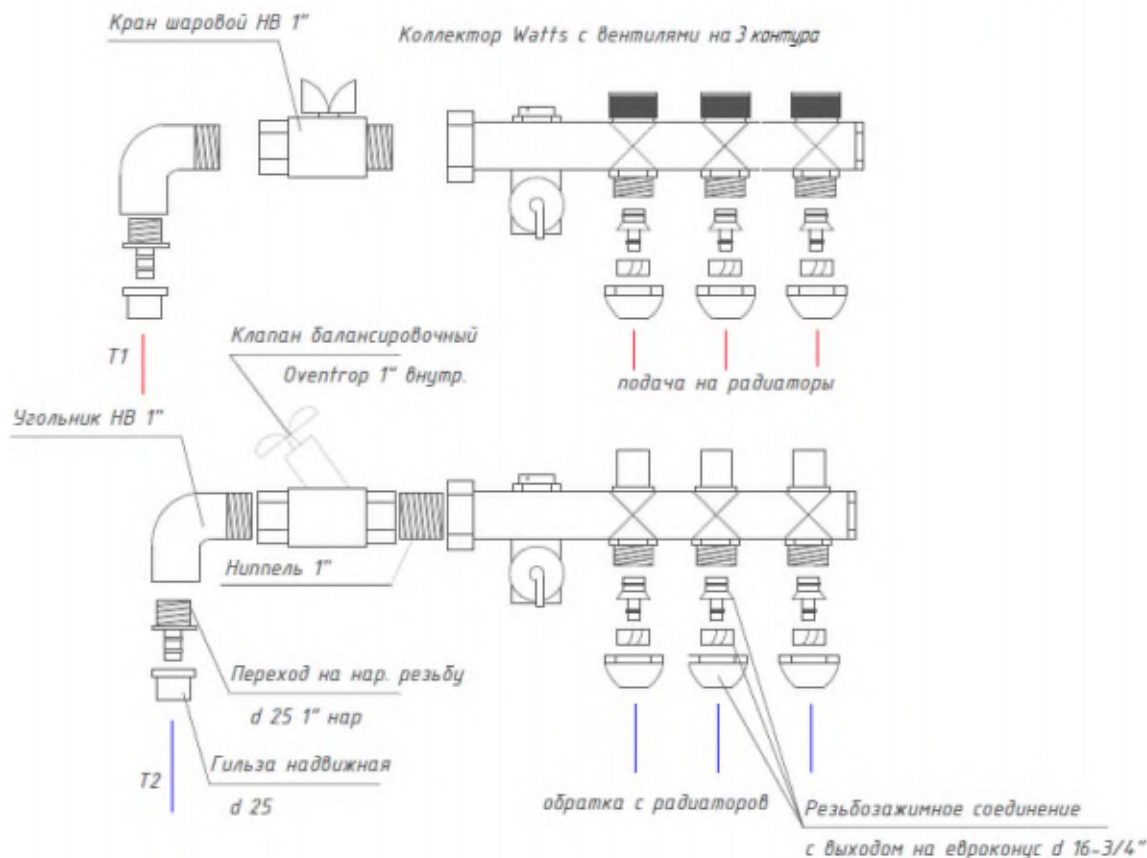 Кран шаровой НВ 1"
Коллектор Watts с вентилями на 3 контура
Т1
Клапан балансировочный
Oventrop 1" внутр.
подача на радиаторы
Угольник НВ 1"
Ниппель 1"
Переход на нар. резьбу
d 25 1" нар
Т2
Гильза надвижная
d 25
обратка с радиаторов
Резьбозажимное соединение
с выходом на евроконус d 16-3/4"